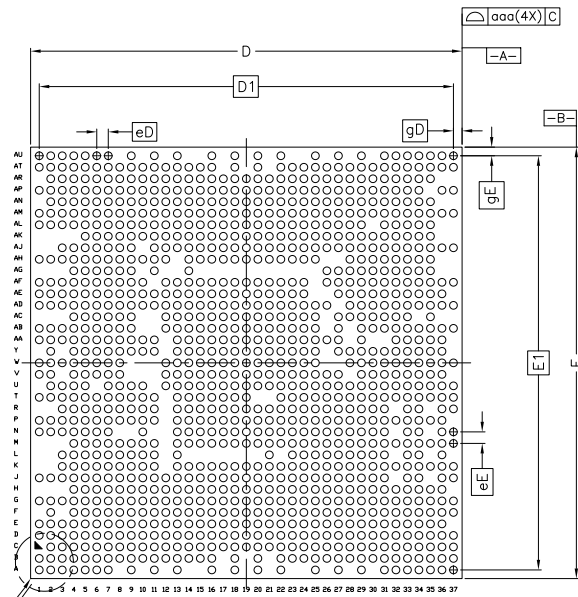 aaa(4X) C
D
-A-
D1
-B-
eD
gD
AU
AT
AR
AP
AN
AM
AL
AK
AJ
AH
AG
AF
AE
AD
AC
AB
AA
Y
W
V
U
T
R
P
N
M
L
K
J
H
G
F
E
D
C
B
A
gE
E1
E
eE
1 2 3 4 5 6 7 8 9 10 11 12 13 14 15 16 17 18 19 20 21 22 23 24 25 26 27 28 29 30 31 32 33 34 35 36 37